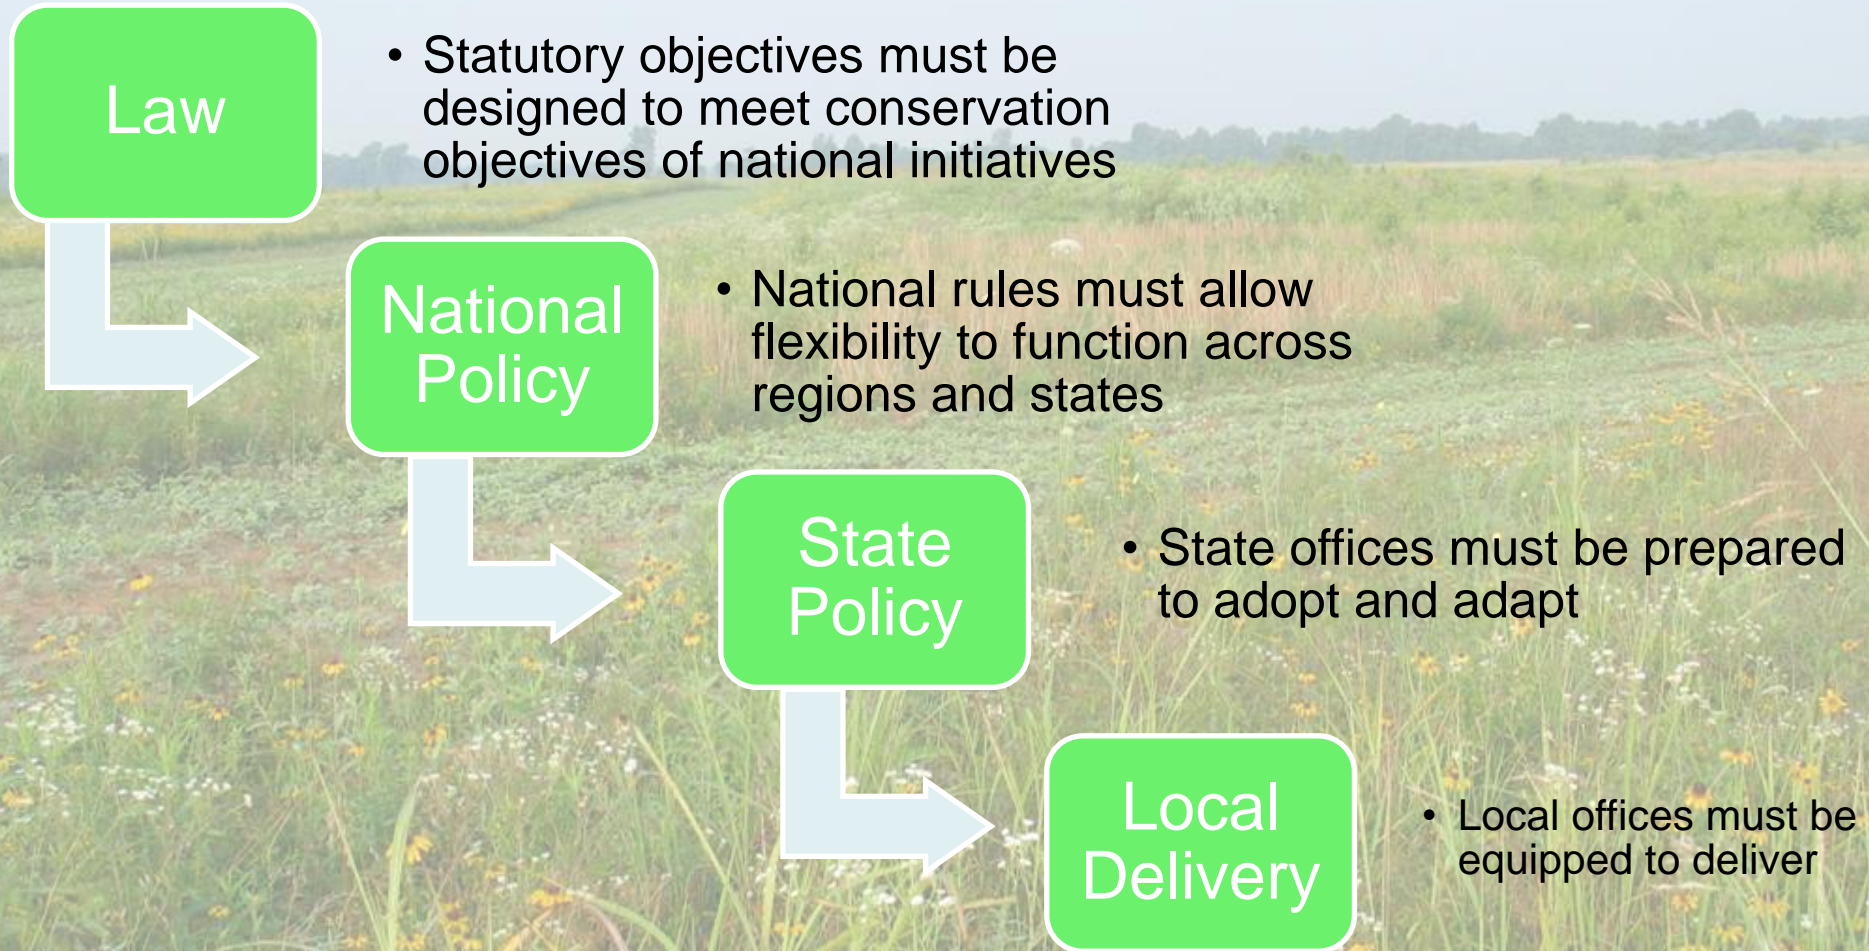 Law
• Statutory objectives must be
designed to meet conservation
objectives of national initiatives
National
Policy
• National rules must allow
flexibility to function across
regions and states
State
Policy
• State offices must be prepared
to adopt and adapt
Local
Delivery
• Local offices must be
equipped to deliver